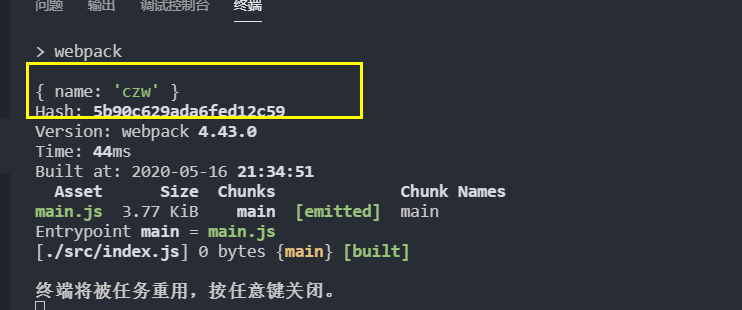 问题 输出 调试控制台 终端
> webpack
{ name: 'czw' }
Hash: 5b90c629ada6fed12c59
Version: webpack 4.43.0
Time: 44ms
Built at: 2020-05-16 21:34:51
Asset Size Chunks Chunk Names
main.js 3.77 KiB main [emitted] main
Entrypoint main = main.js
[./src/index.js] 0 bytes {main} [built]
终端将被任务重用，按任意键关闭。